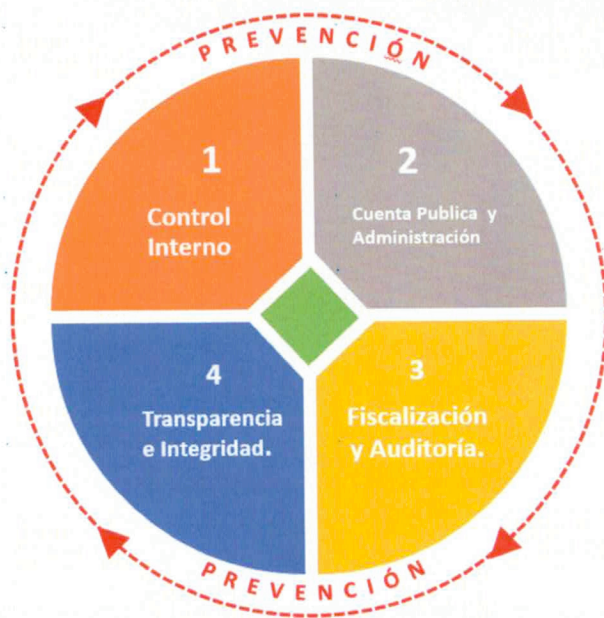 PREVENCIÓN
1
Control
Interno
2
Cuenta Publica y
Administración
4
Transparencia
e Integridad.
3
Fiscalización
y Auditoría.
PREVENCIÓN